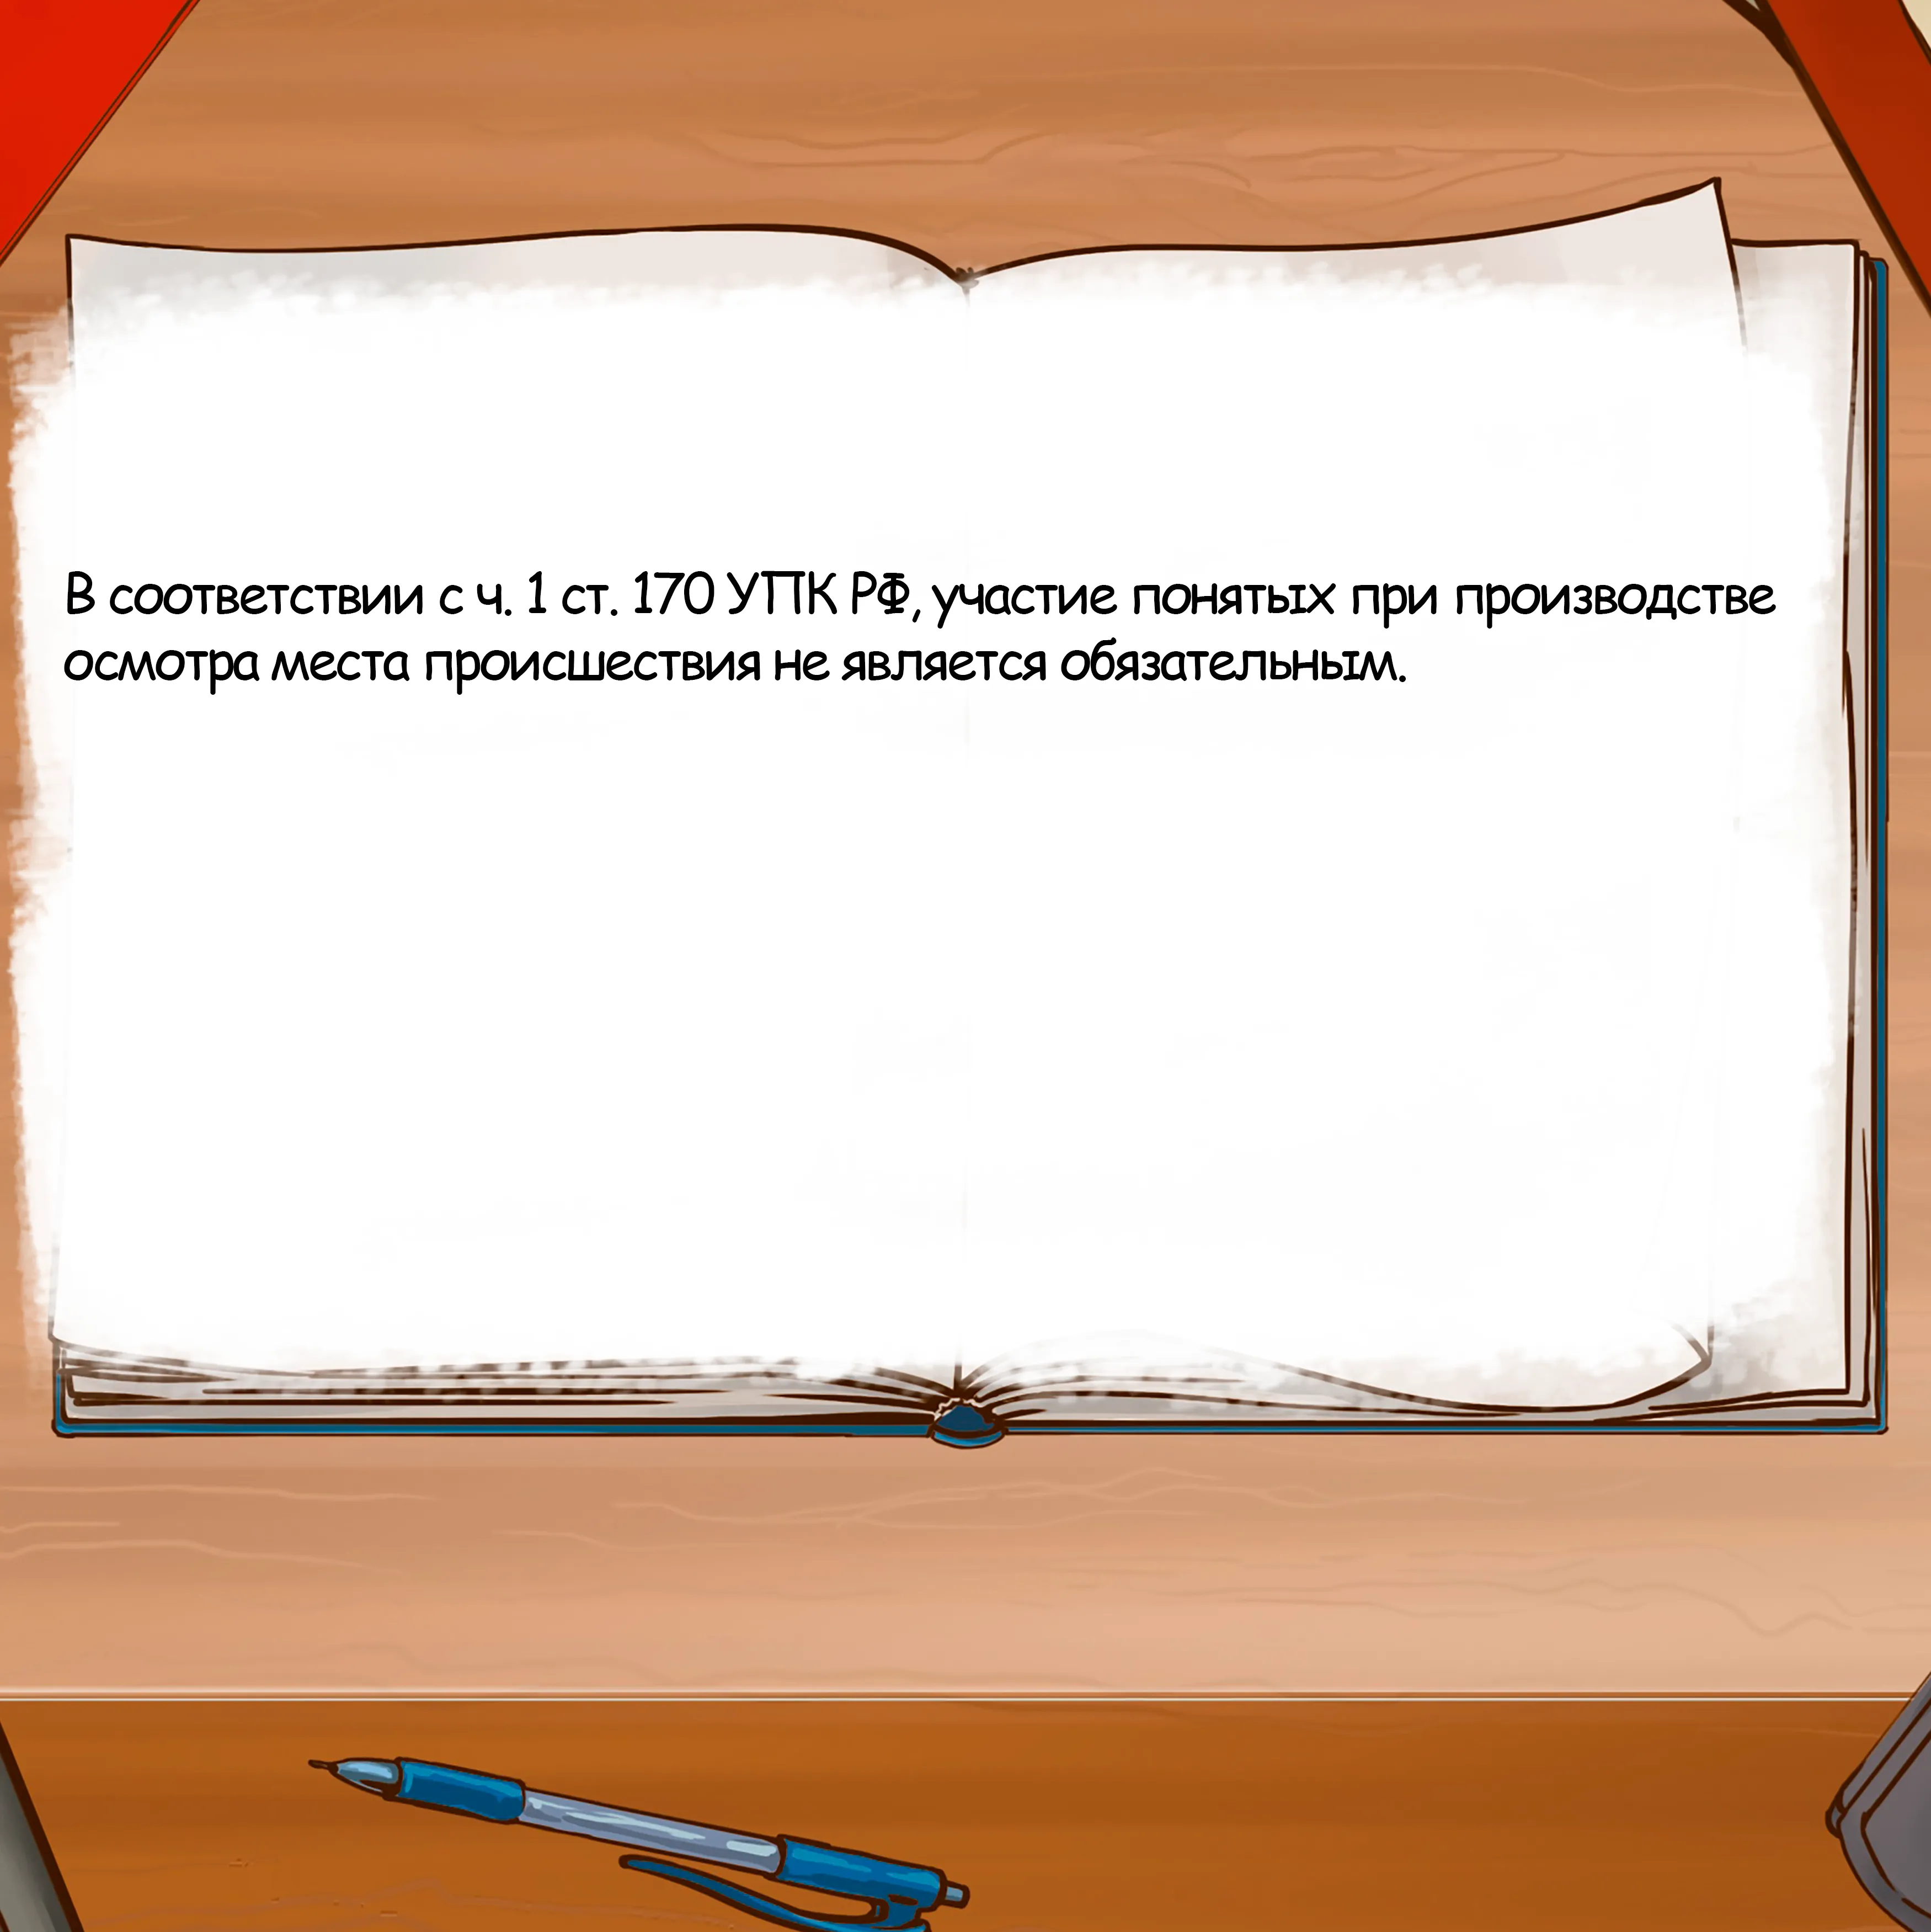 В соответствии с ч. 1 ст. 170 УПК РФ, участие понятых при производстве
осмотра места происшествия не является обязательным.